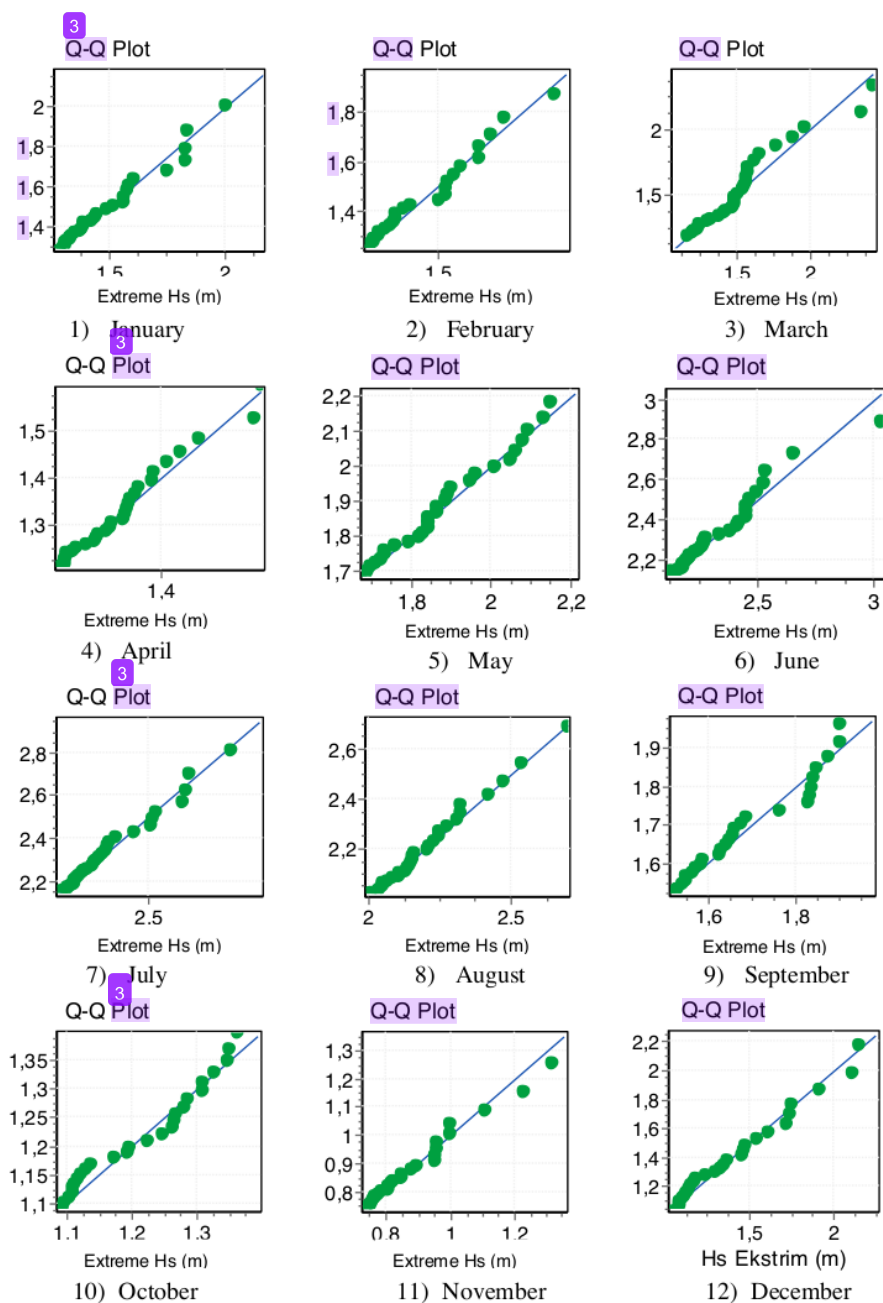 3
Q-Q Plot
Q-Q Plot
Q-Q Plot
2
1,8
1,6
1,4
1,8
1,6
1,4
2
1,5
1.5
2
1.5
1,5
2
Extreme Hs (m)
Extreme Hs (m)
Extreme Hs (m)
1) January
2) February
3) March
3
Q-Q Plot
Q-Q Plot
Q-Q Plot
1,5
1,4
1,3
2,2
2,1
2
1,9
1,8
1,7
3
2,8
2,6
2,4
2,2
1,4
1,8
2
2,2
2,5
3
Extreme Hs (m)
Extreme Hs (m)
Extreme Hs (m)
4) April
5) May
6) June
3
Q-Q Plot
Q-Q Plot
Q-Q Plot
2,8
2,6
2,4
2,2
2,6
2,4
2,2
1,9
1,8
1,7
1,6
2.5
2
2.5
1,6
1,8
Extreme Hs (m)
Extreme Hs (m)
Extreme Hs (m)
7) July
8) August
9) September
3
Q-Q Plot
Q-Q Plot
Q-Q Plot
1,35
1,3
1,25
1,2
1,15
1,1
1,3
1,2
1,1
1
0,9
0,8
2,2
2
1,8
1,6
1,4
1,2
1.1
1.2
1.3
0.8
1
1.2
1,5
2
Extreme Hs (m)
Extreme Hs (m)
Hs Ekstrim (m)
10) October
11) November
12) December